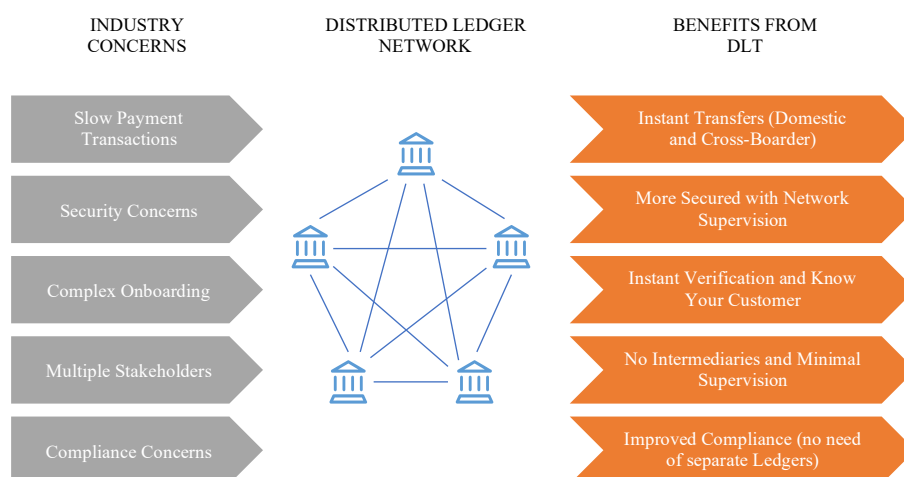 INDUSTRY
CONCERNS
DISTRIBUTED LEDGER
NETWORK
BENEFITS FROM
DLT
Slow Payment
Transactions
Instant Transfers (Domestic
and Cross-Boarder)
Security Concerns
More Secured with Network
Supervision
Complex Onboarding
Instant Verification and Know
Your Customer
Multiple Stakeholders
No Intermediaries and Minimal
Supervision
Compliance Concerns
Improved Compliance (no need
of separate Ledgers)